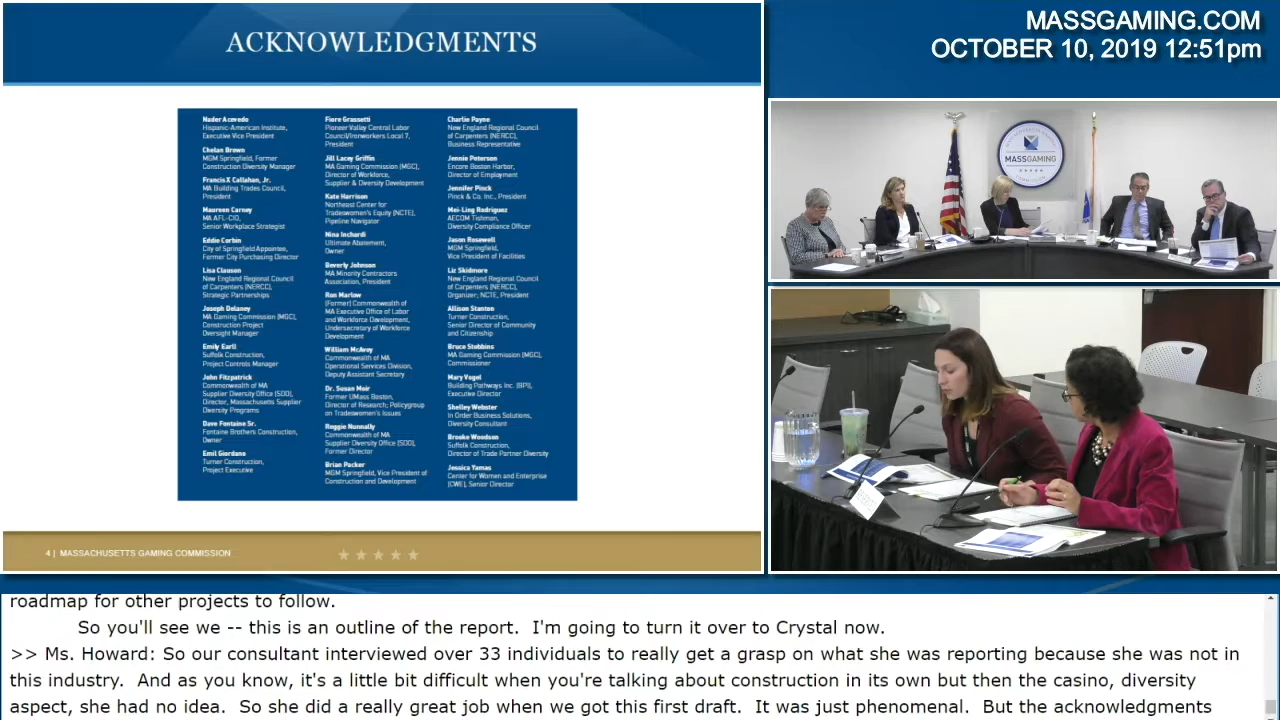 ACKNOWLEDGMENTS
MASSGAMING.COM
OCTOBER 10, 2019 12:51pm
Nader Acevedo
Hispanic-American Institute,
Executive Vice President
Chelan Brown
MGM Springfield, Former
Construction Diversity Manager
Francis X Callahan, Jr.
MA Building Trades Council,
President
Maureen Carney
MA AFL-CIO,
Senior Workplace Strategist
Eddie Corbin
City of Springfield Appointee,
Former City Purchasing Director
Lisa Clauson
New England Regional Council
of Carpenters (NERCC),
Strategic Partnerships
Joseph Delaney
MA Gaming Commission (MGC),
Construction Project
Oversight Manager
Emily Earll
Suffolk Construction,
Project Controls Manager
John Fitzpatrick
Commonwealth of MA
Supplier Diversity Office (SDO),
Director, Massachusetts Supplier
Diversity Programs
Dave Fontaine Sr.
Fontaine Brothers Construction,
Owner
Emil Giordano
Turner Construction,
Project Executive
Fiore Grassetti
Pioneer Valley Central Labor
Council/Ironworkers Local 7,
President
Jill Lacey Griffin
MA Gaming Commission (MGC),
Director of Workforce,
Supplier & Diversity Development
Kate Harrison
Northeast Center for
Tradeswomen's Equity (NCTE),
Pipeline Navigator
Nina Inchardi
Ultimate Abatement,
Owner
Beverly Johnson
MA Minority Contractors
Association, President
Ron Marlow
(Former) Commonwealth of
MA Executive Office of Labor
and Workforce Development,
Undersecretary of Workforce
Development
William McAvoy
Commonwealth of MA
Operational Services Division,
Deputy Assistant Secretary
Dr. Susan Moir
Former UMass Boston,
Director of Research; Policygroup
on Tradeswomen's Issues
Reggie Nunnally
Commonwealth of MA
Supplier Diversity Office (SDO),
Former Director
Brian Packer
MGM Springfield, Vice President of
Construction and Development
Charlie Payne
New England Regional Council
of Carpenters (NERCC),
Business Representative
Jennie Peterson
Encore Boston Harbor,
Director of Employment
Jennifer Pinck
Pinck & Co. Inc., President
Mei-Ling Rodriguez
AECOM Tishman,
Diversity Compliance Officer
Jason Rosewell
MGM Springfield,
Vice President of Facilities
Liz Skidmore
New England Regional Council
of Carpenters (NERCC),
Organizer; NCTE, President
Allison Stanton
Turner Construction,
Senior Director of Community
and Citizenship
Bruce Stebbins
MA Gaming Commission (MGC),
Commissioner
Mary Vogel
Building Pathways Inc. (BPI),
Executive Director
Shelley Webster
In Order Business Solutions,
Diversity Consultant
Brooke Woodson
Suffolk Construction,
Director of Trade Partner Diversity
Jessica Yamas
Center for Women and Enterprise
(CWE), Senior Director
4 | MASSACHUSETTS GAMING COMMISSION
MASSGAMING
roadmap for other projects to follow.
So you'll see we -- this is an outline of the report. I'm going to turn it over to Crystal now.
>> Ms. Howard: So our consultant interviewed over 33 individuals to really get a grasp on what she was reporting because she was not in
this industry. And as you know, it's a little bit difficult when you're talking about construction in its own but then the casino, diversity
aspect, she had no idea. So she did a really great job when we got this first draft. It was just phenomenal. But the acknowledgments